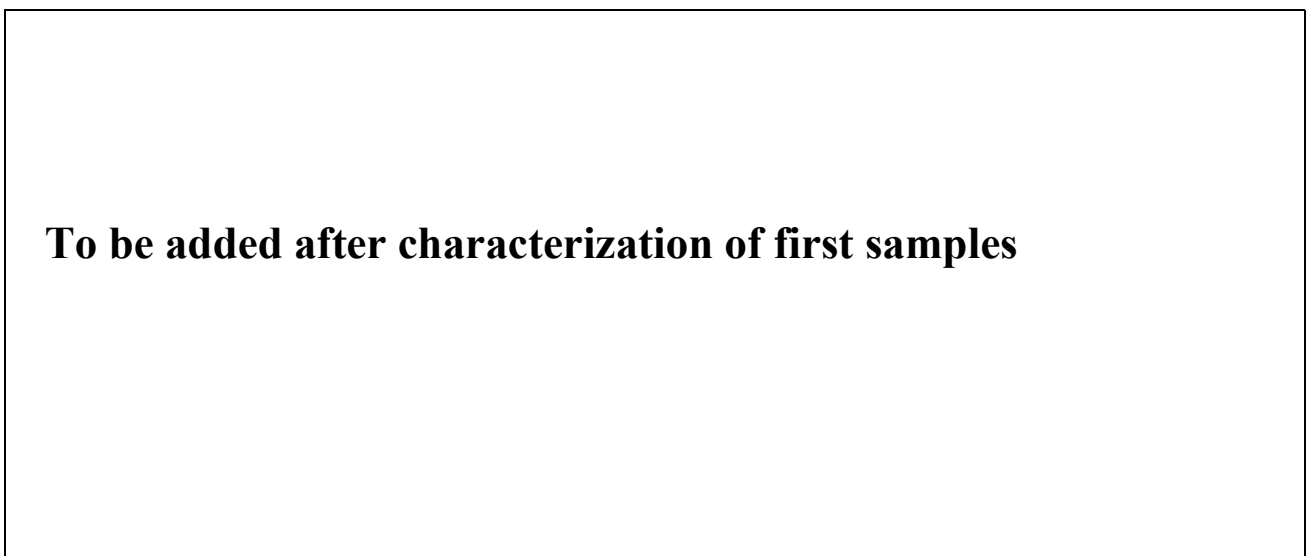 To be added after characterization of first samples